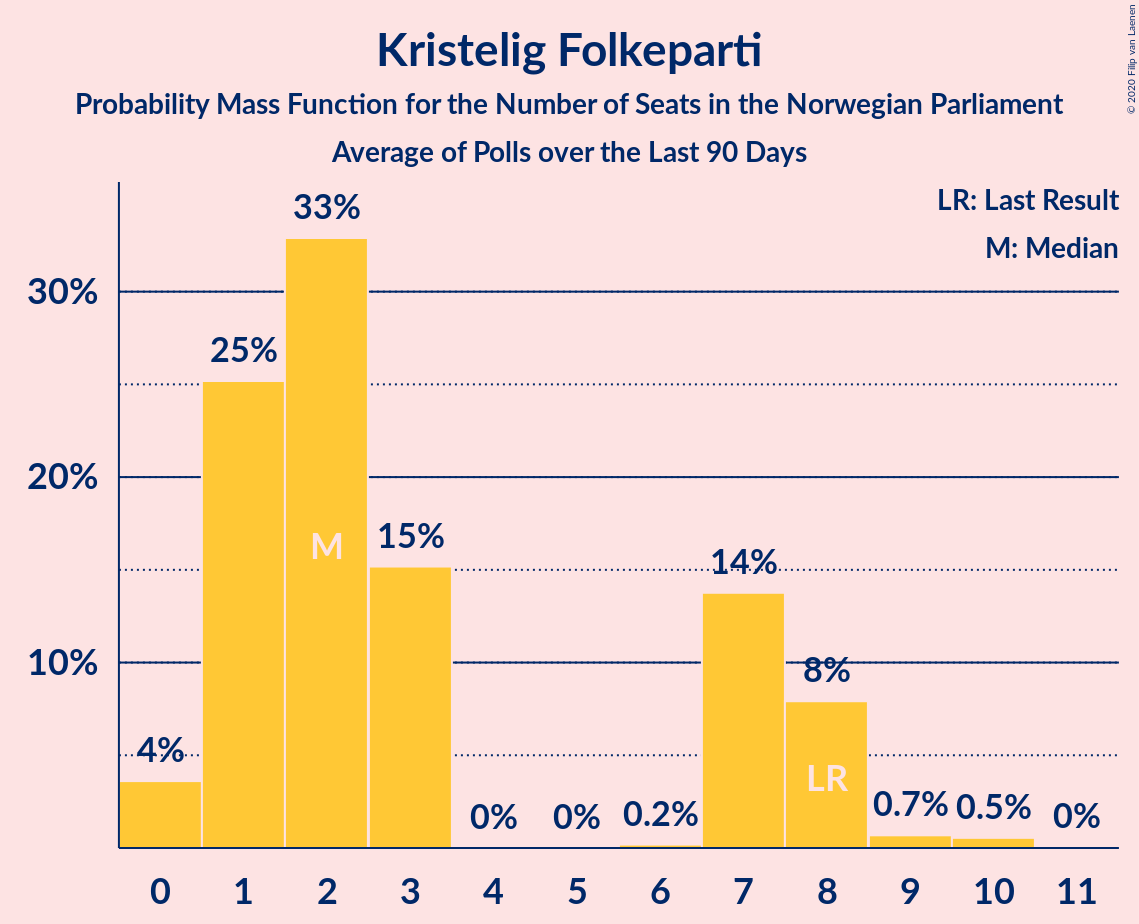 Kristelig Folkeparti
Probability Mass Function for the Number of Seats in the Norwegian Parliament
Average of Polls over the Last 90 Days
© 2020 Filip van Laenen
LR: Last Result
M: Median
33%
30%
25%
20%
15%
M
14%
10%
8%
4%
LR
0%
0%
0.2%
0.7%
0.5%
0%
0 1 2 3 4 5 6 7 8 9 10 11